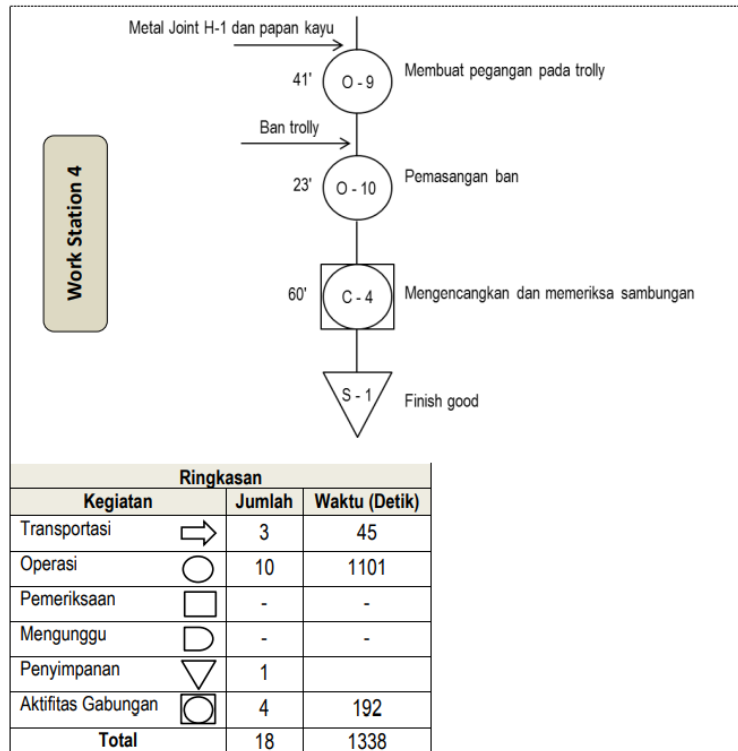 Metal Joint H-1 dan papan kayu
41'
O - 9
Membuat pegangan pada trolly
Ban trolly
23'
O - 10
Pemasangan ban
Work Station 4
60'
C - 4
Mengencangkan dan memeriksa sambungan
S - 1
Finish good
Ringkasan
Kegiatan Jumlah Waktu (Detik)
Transportasi 3 45
Operasi 10 1101
Pemeriksaan - -
Mengunggu - -
Penyimpanan 1
Aktifitas Gabungan 4 192
Total 18 1338